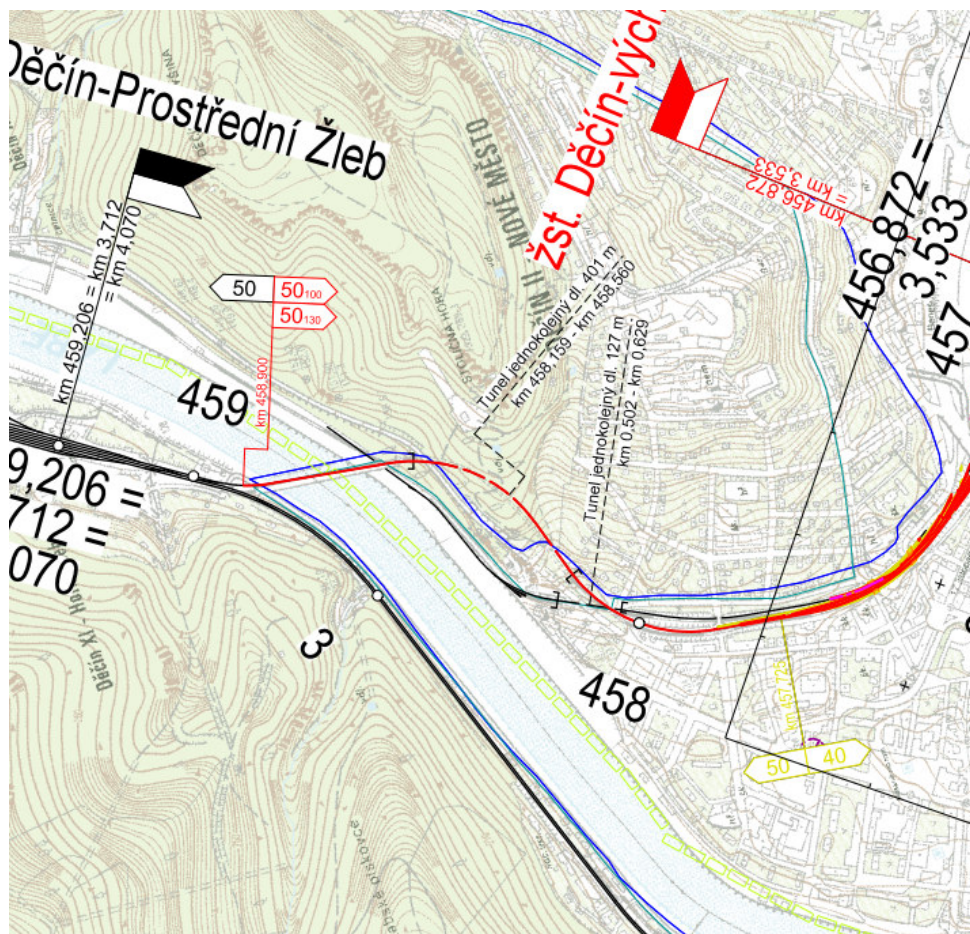 Děčín-Prostřední Žleb
žst. Děčín-vých
NOVÉ MĚSTO
STOLIČNÁ HORA
km 459,206 = km 3,712
= km 4,070
50
50₁₀₀
50₁₃₀
km 458,900
Tunel jednokolejný dl. 401 m
km 458,159 - km 458,560
Tunel jednokolejný dl. 127 m
km 0,502 - km 0,629
km 456,872
= km 3,533
456,872 =
3,533
457
459
9,206 =
712 =
070
3
458
km 457,725
50
40